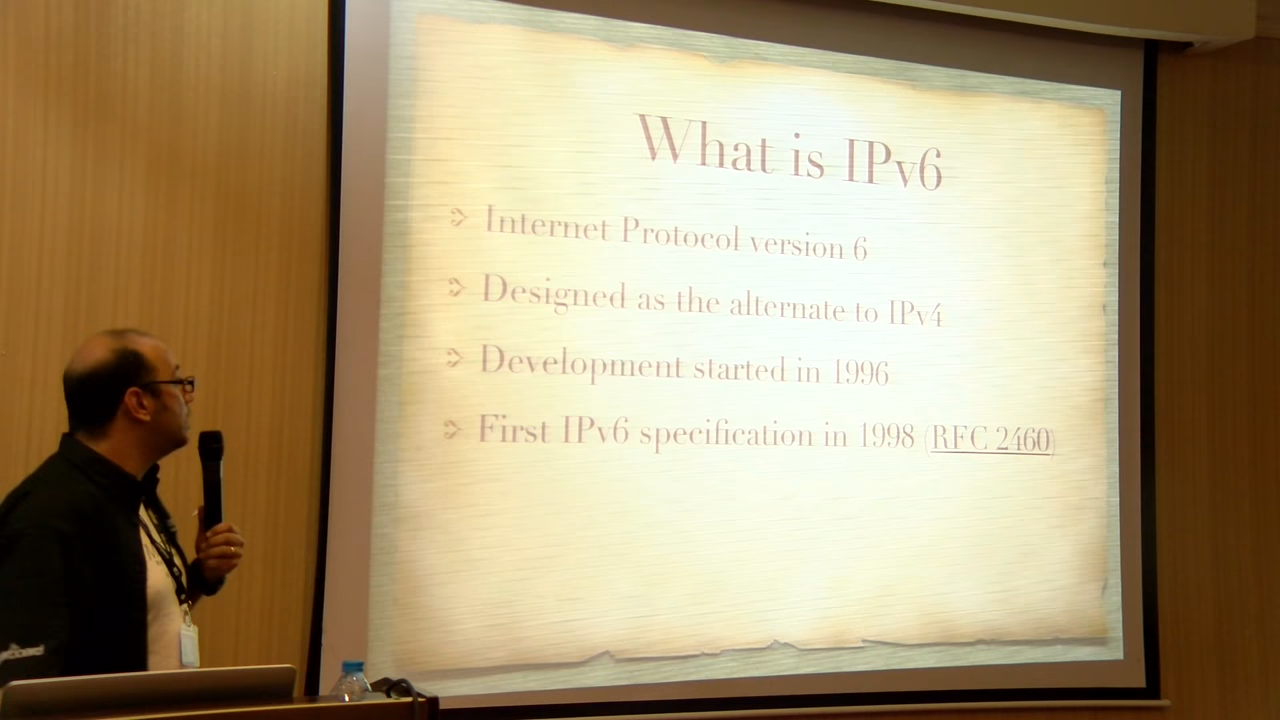 What is IPv6
Internet Protocol version 6
Designed as the alternate to IPv4
Development started in 1996
First IPv6 specification in 1998 (RFC 2460)